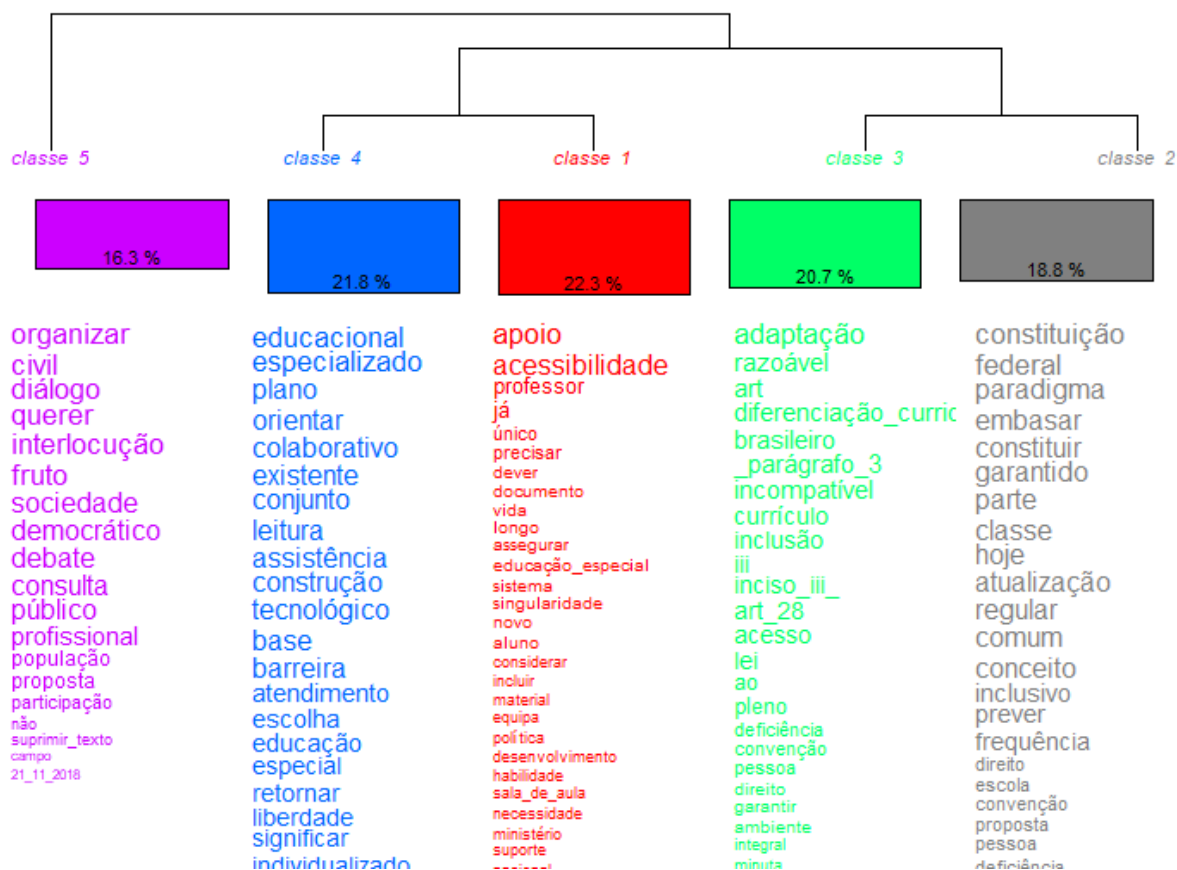 classe 5
classe 4
classe 1
classe 3
classe 2
16.3 %
21.8 %
22.3 %
20.7 %
18.8 %
organizar
civil
diálogo
querer
interlocução
fruto
sociedade
democrático
debate
consulta
público
profissional
população
proposta
participação
não
suprimir_texto
campo
21_11_2018
educacional
especializado
plano
orientar
colaborativo
existente
conjunto
leitura
assistência
construção
tecnológico
base
barreira
atendimento
escolha
educação
especial
retornar
liberdade
significar
individualizado
apoio
acessibilidade
professor
já
único
precisar
dever
documento
vida
longo
assegurar
educação_especial
sistema
singularidade
novo
aluno
considerar
incluir
material
equipa
política
desenvolvimento
habilidade
sala_de_aula
necessidade
ministério
suporte
nacional
adaptação
razoável
art
diferenciação_curric
brasileiro
_parágrafo_3
incompatível
currículo
inclusão
iii
inciso_iii_
art_28
acesso
lei
ao
pleno
deficiência
convenção
pessoa
direito
garantir
ambiente
integral
minuta
constituição
federal
paradigma
embasar
constituir
garantido
parte
classe
hoje
atualização
regular
comum
conceito
inclusivo
prever
frequência
direito
escola
convenção
proposta
pessoa
deficiência